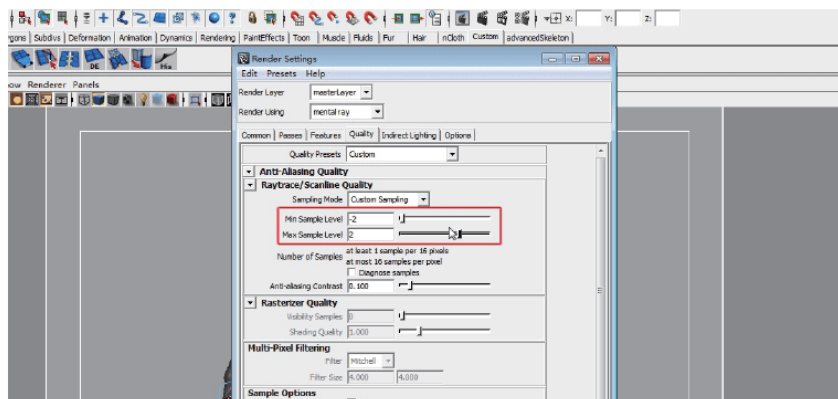 X: Y: Z:
ygons Subdivs Deformation Animation Dynamics Rendering PaintEffects Toon Muscle Fluids Fur Hair nCloth Custom advancedSkeleton
DE Hik
ow Renderer Panels
Render Settings
Edit Presets Help
Render Layer masterLayer
Render Using mental ray
Common Passes Features Quality Indirect Lighting Options
Quality Presets Custom
Anti-Aliasing Quality
Raytrace/Scanline Quality
Sampling Mode Custom Sampling
Min Sample Level -2
Max Sample Level 2
Number of Samples at least 1 sample per 16 pixels
at most 16 samples per pixel
Diagnose samples
Anti-aliasing Contrast 0.100
Rasterizer Quality
Visibility Samples 0
Shading Quality 1.000
Multi-Pixel Filtering
Filter Mitchell
Filter Size 4.000 4.000
Sample Options